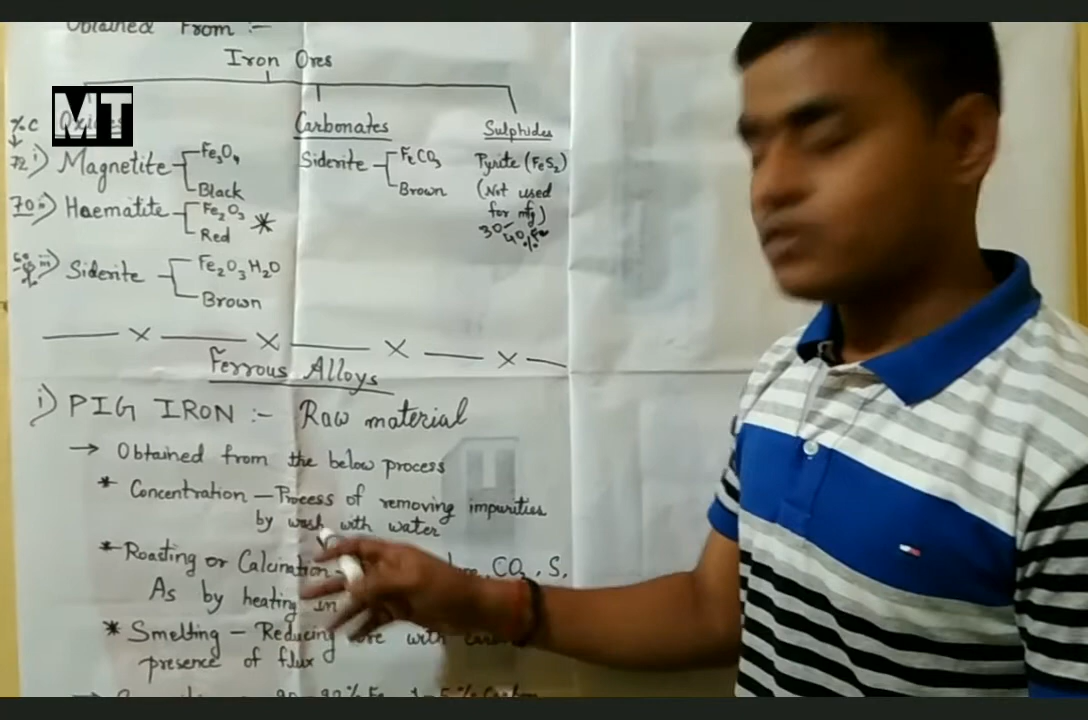 Obtained From :-
Iron Ores
MT
%C
Carbonates
Sulphides
72 i) Magnetite
Fe3O4
Black
Siderite
FeCO3
Brown
Pyrite (FeS2)
(Not used
for mfg)
30-40% Fe
70 ii) Haematite
Fe2O3
Red
*
iii) Siderite
Fe2O3H2O
Brown
Ferrous Alloys
i) PIG IRON :- Raw material
→ Obtained from the below process
* Concentration – Process of removing impurities
by wash with water
* Roasting or Calcination - CO2, S,
As by heating in
* Smelting – Reducing ore with
presence of flux